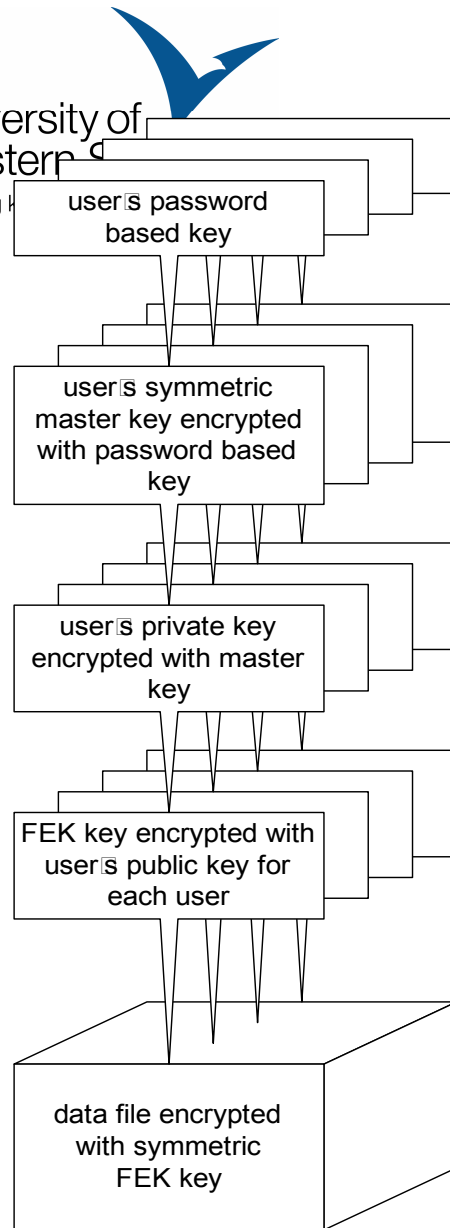 ersity of
stern S
user's password
based key
user's symmetric
master key encrypted
with password based
key
user's private key
encrypted with master
key
FEK key encrypted with
user's public key for
each user
data file encrypted
with symmetric
FEK key